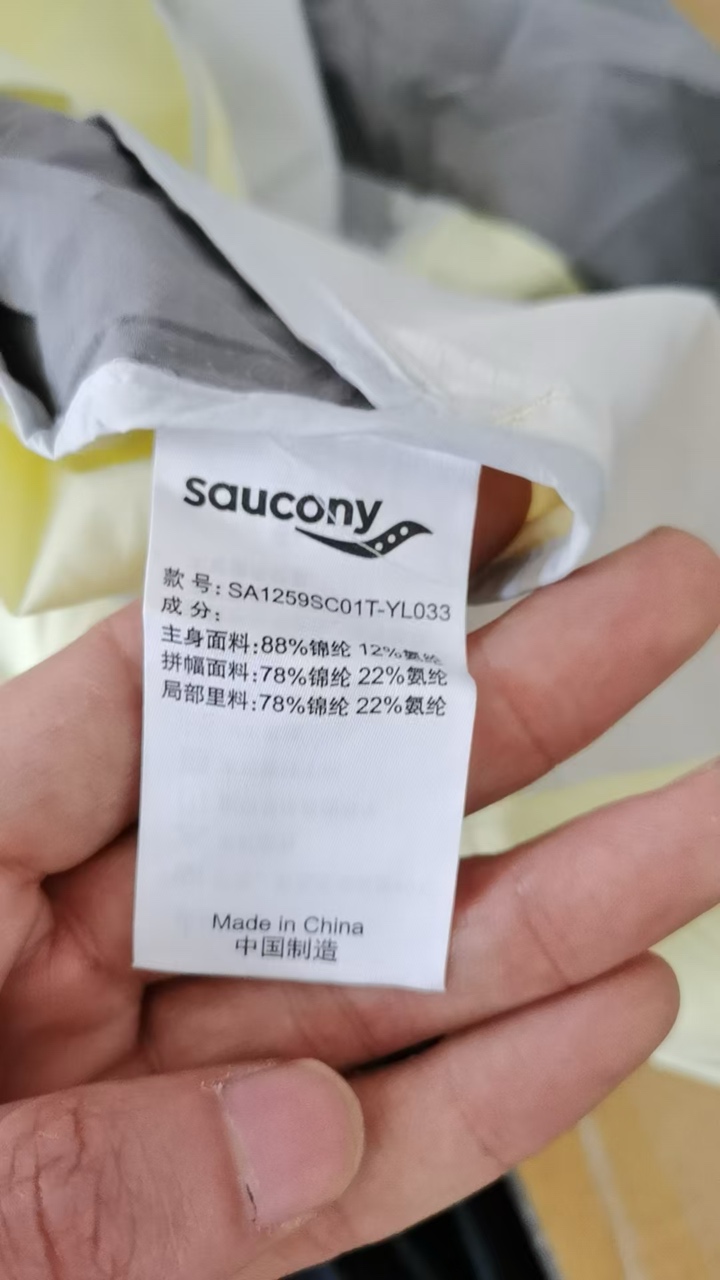 saucony
款 号: SA1259SC01T-YL033
成 分:
主身面料:88%锦纶 12%氨纶
拼幅面料:78%锦纶 22%氨纶
局部里料:78%锦纶 22%氨纶
Made in China
中国制造